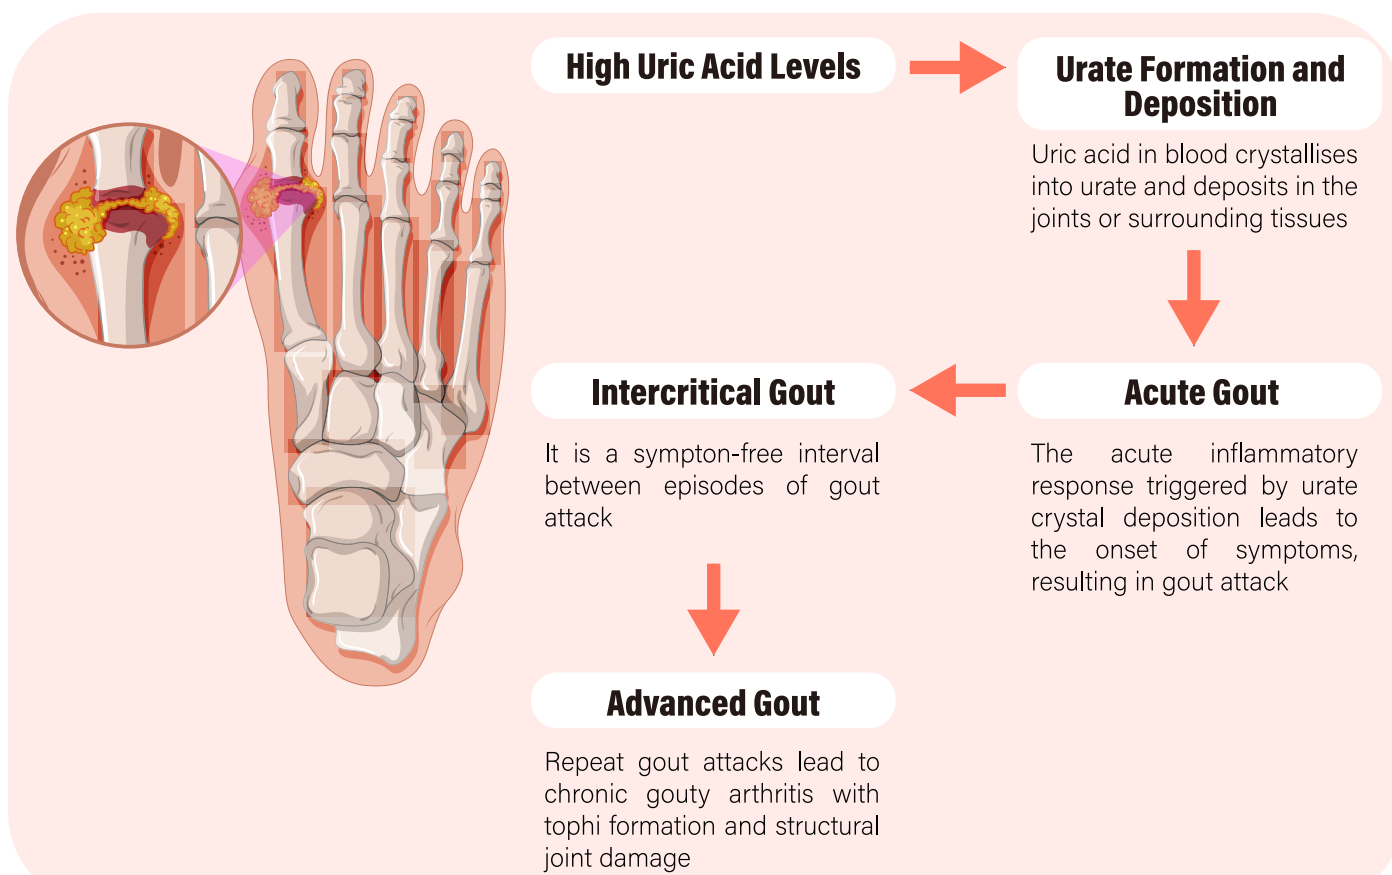 High Uric Acid Levels
Urate Formation and
Deposition
Uric acid in blood crystallises
into urate and deposits in the
joints or surrounding tissues
Acute Gout
The acute inflammatory
response triggered by urate
crystal deposition leads to
the onset of symptoms,
resulting in gout attack
Intercritical Gout
It is a sympton-free interval
between episodes of gout
attack
Advanced Gout
Repeat gout attacks lead to
chronic gouty arthritis with
tophi formation and structural
joint damage